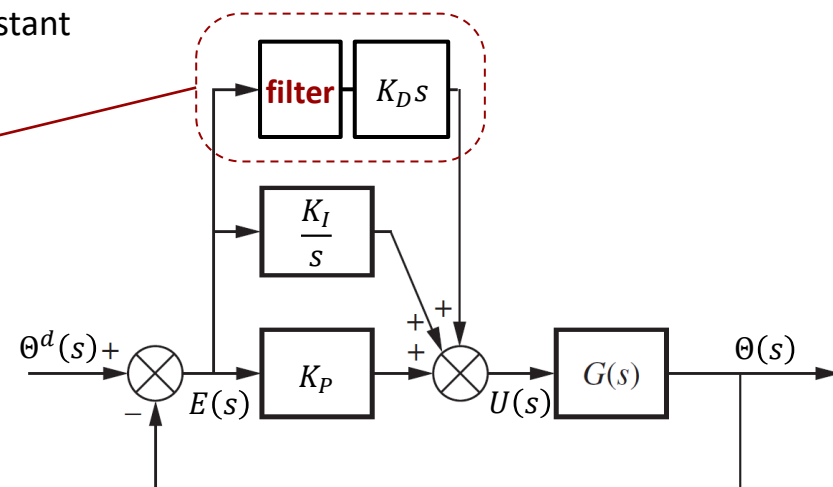 stant
filter
K_D s
K_I
s
+
+
Θ^d(s) +
+
Θ(s)
K_P
G(s)
−
E(s)
U(s)